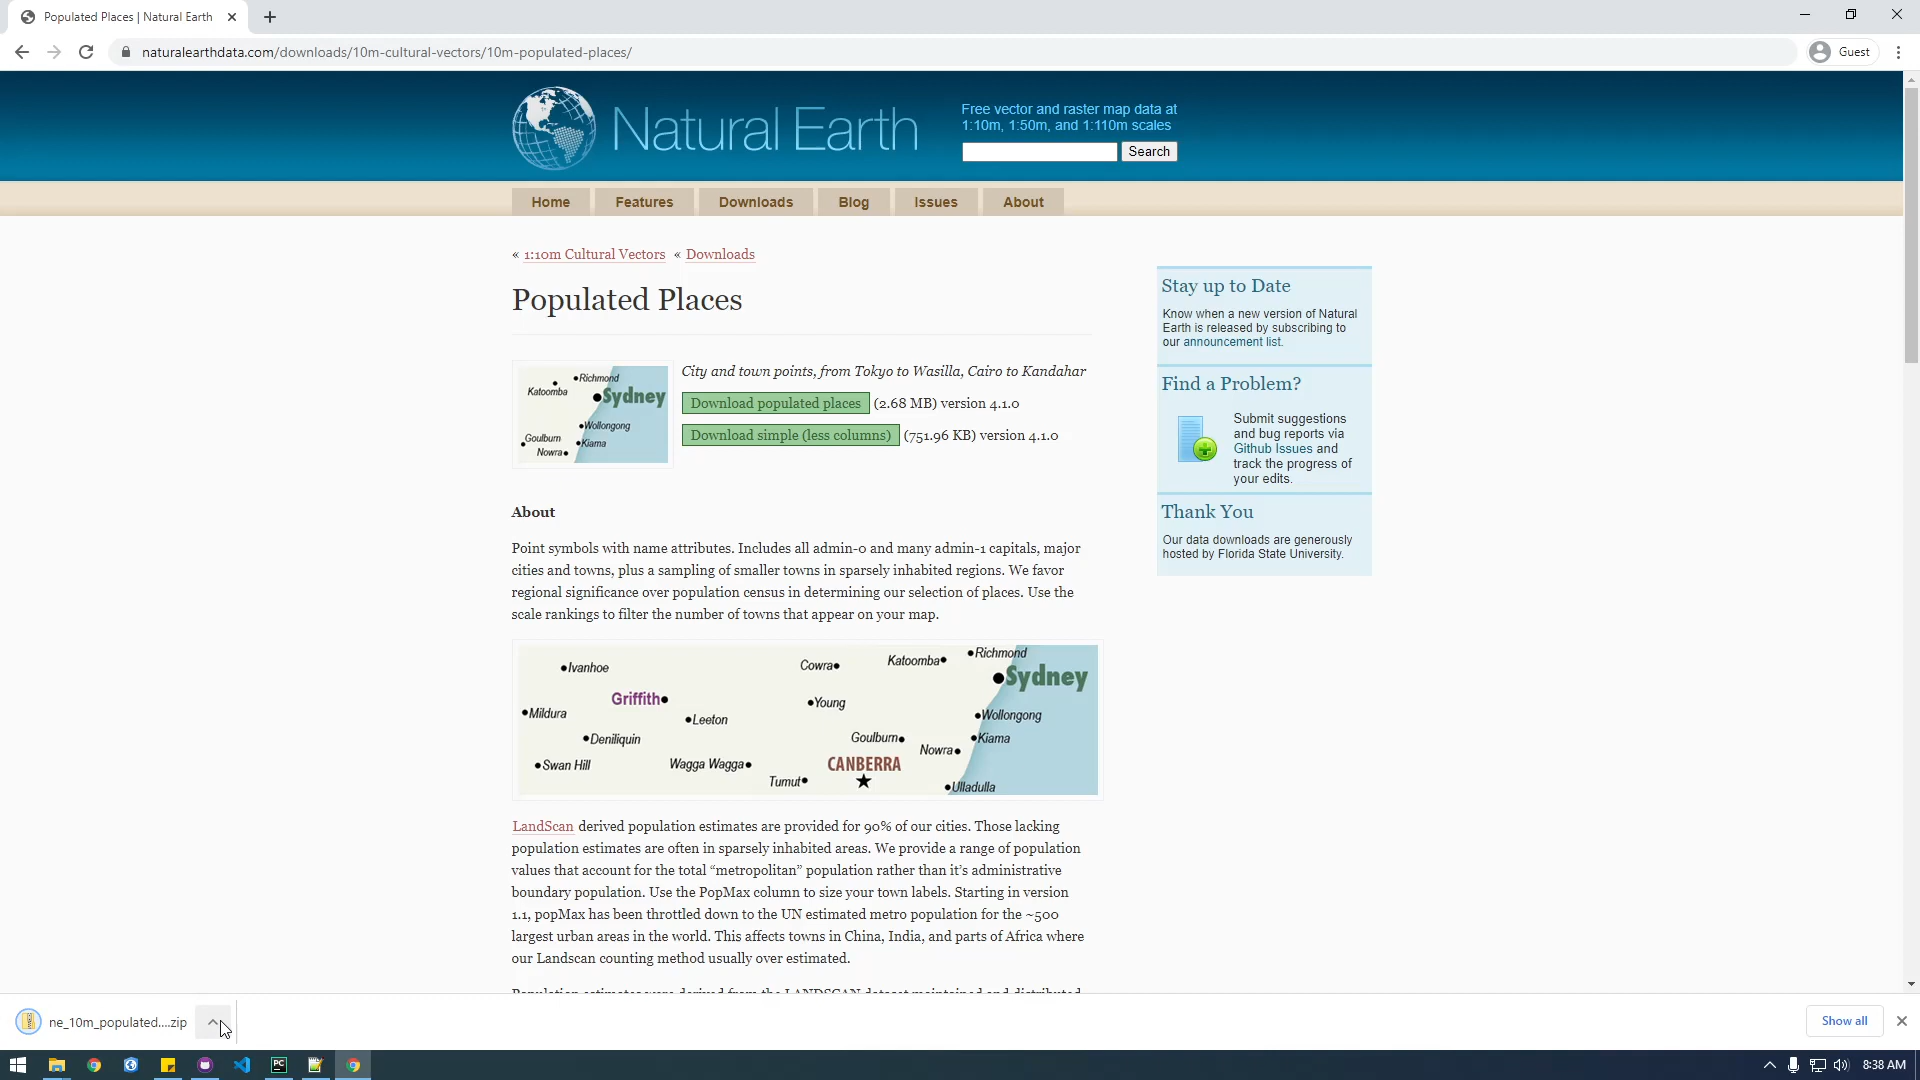 Populated Places | Natural Earth
naturalearthdata.com/downloads/10m-cultural-vectors/10m-populated-places/
Guest
Natural Earth
Free vector and raster map data at
1:10m, 1:50m, and 1:110m scales
Search
Home
Features
Downloads
Blog
Issues
About
« 1:10m Cultural Vectors « Downloads
Populated Places
Katoomba
Richmond
Sydney
Wollongong
Goulburn
Kiama
Nowra
City and town points, from Tokyo to Wasilla, Cairo to Kandahar
Download populated places (2.68 MB) version 4.1.0
Download simple (less columns) (751.96 KB) version 4.1.0
About
Point symbols with name attributes. Includes all admin-0 and many admin-1 capitals, major
cities and towns, plus a sampling of smaller towns in sparsely inhabited regions. We favor
regional significance over population census in determining our selection of places. Use the
scale rankings to filter the number of towns that appear on your map.
Ivanhoe
Cowra
Katoomba
Richmond
Sydney
Griffith
Young
Mildura
Leeton
Wollongong
Deniliquin
Goulburn
Nowra
Kiama
Swan Hill
Wagga Wagga
CANBERRA
Tumut
Ulladulla
LandScan derived population estimates are provided for 90% of our cities. Those lacking
population estimates are often in sparsely inhabited areas. We provide a range of population
values that account for the total “metropolitan” population rather than it’s administrative
boundary population. Use the PopMax column to size your town labels. Starting in version
1.1, popMax has been throttled down to the UN estimated metro population for the ~500
largest urban areas in the world. This affects towns in China, India, and parts of Africa where
our Landscan counting method usually over estimated.
Population estimates were derived from the LANDSCAN dataset maintained and distributed
Stay up to Date
Know when a new version of Natural
Earth is released by subscribing to
our announcement list.
Find a Problem?
Submit suggestions
and bug reports via
Github Issues and
track the progress of
your edits.
Thank You
Our data downloads are generously
hosted by Florida State University.
ne_10m_populated....zip
Show all
PC
8:38 AM